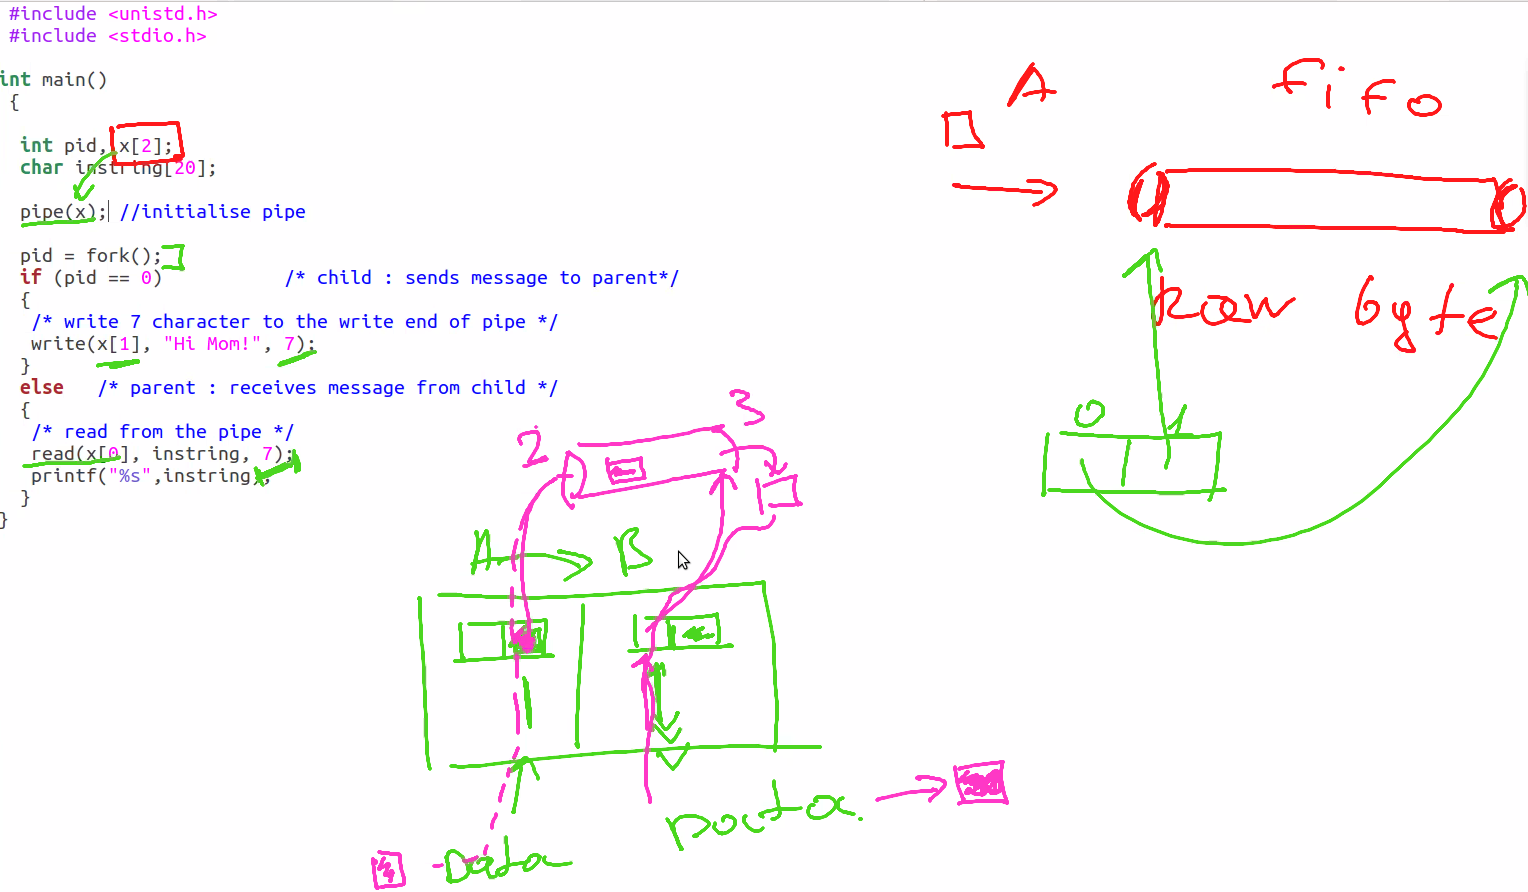 #include <unistd.h>
#include <stdio.h>
int main()
{
int pid, x[2];
char instring[20];
pipe(x); //initialise pipe
pid = fork();
if (pid == 0) /* child : sends message to parent*/
{
/* write 7 character to the write end of pipe */
write(x[1], "Hi Mom!", 7);
}
else /* parent : receives message from child */
{
/* read from the pipe */
read(x[0], instring, 7);
printf("%s",instring);
}
}
A fifo
Raw byte
0 1
2 3
A B
Data